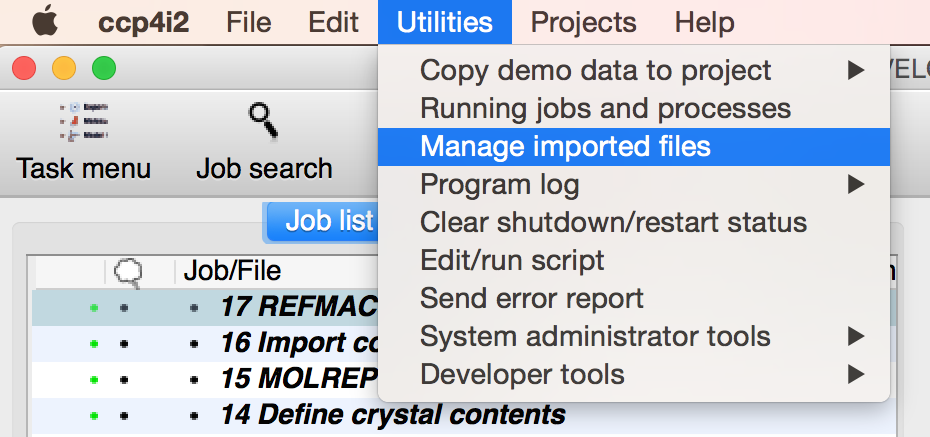 ccp4i2 File Edit Utilities Projects Help
Copy demo data to project
Running jobs and processes
Manage imported files
Program log
Clear shutdown/restart status
Edit/run script
Send error report
System administrator tools
Developer tools
Task menu Job search
Job list
Job/File
17 REFMAC
16 Import
15 MOLREP
14 Define crystal contents